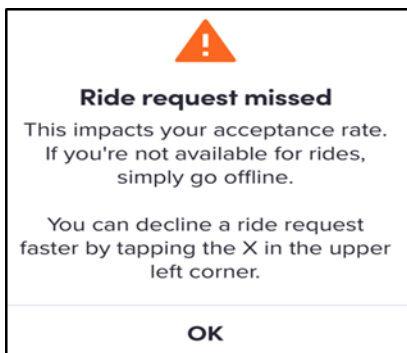 Ride request missed
This impacts your acceptance rate.
If you're not available for rides,
simply go offline.
You can decline a ride request
faster by tapping the X in the upper
left corner.
OK